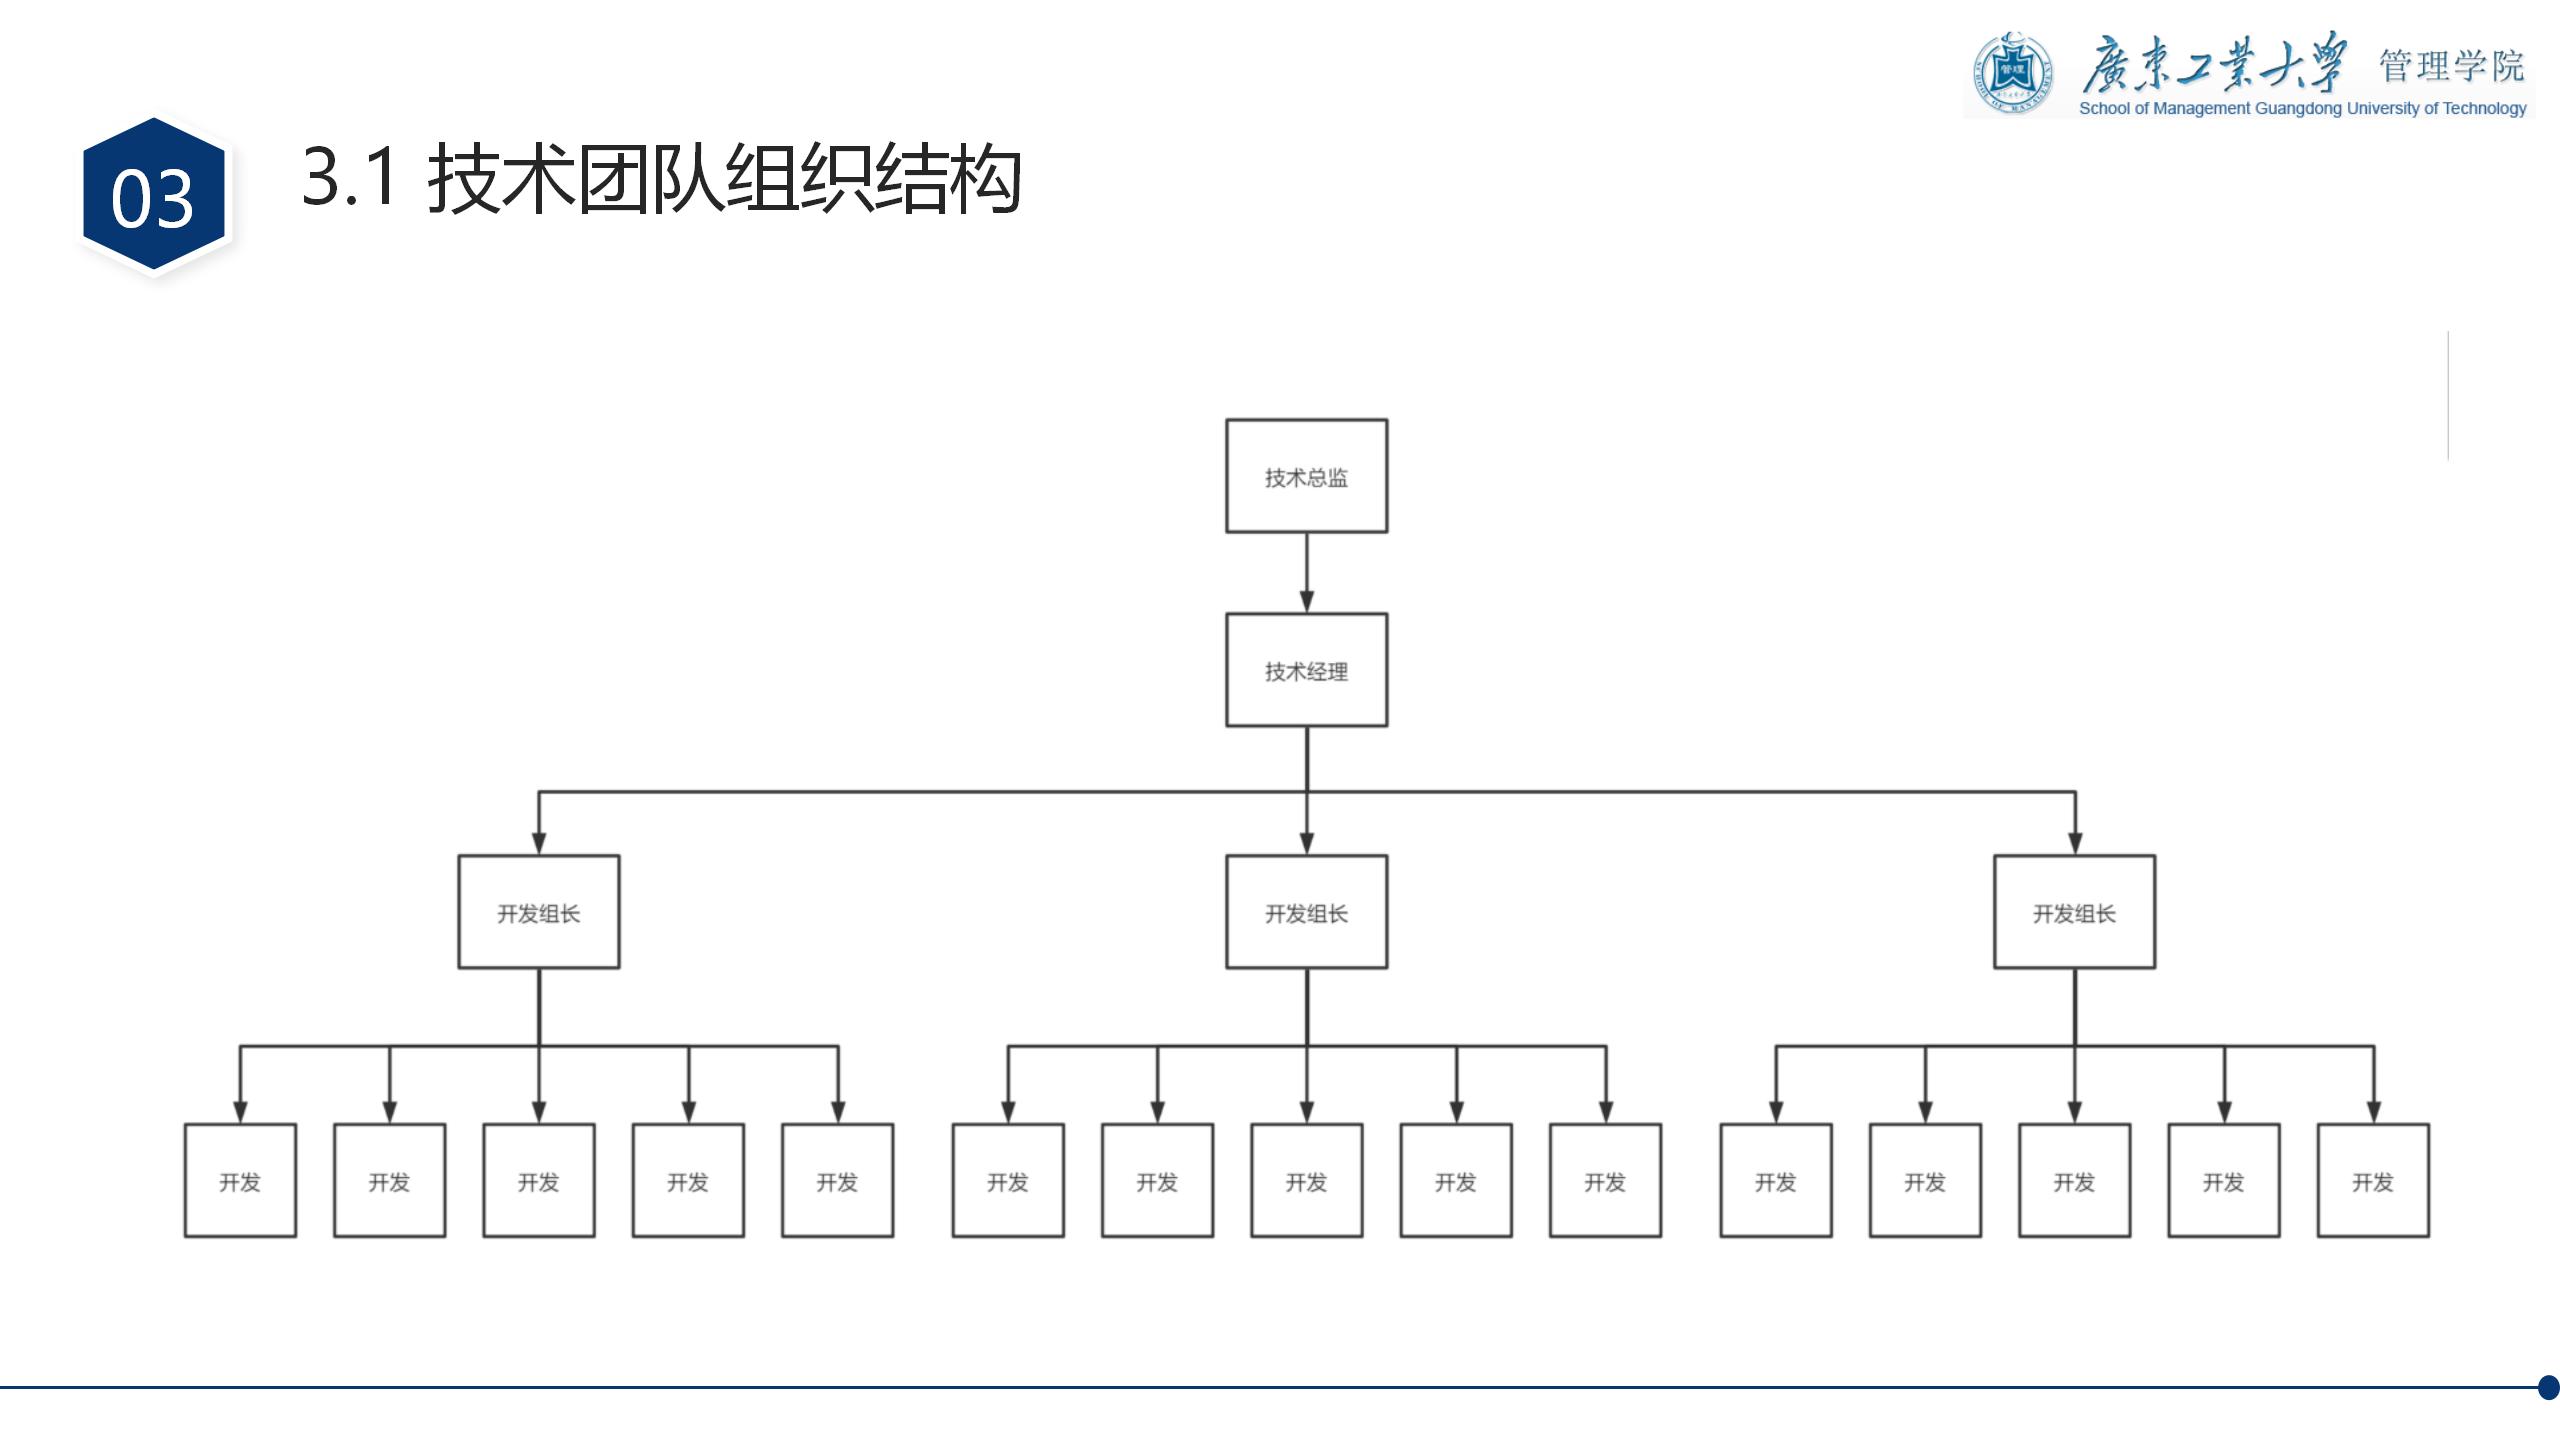 廣東工業大學 管理学院
School of Management Guangdong University of Technology
管理
03
3.1 技术团队组织结构
技术总监
技术经理
开发组长 开发组长 开发组长
开发 开发 开发 开发 开发 开发 开发 开发 开发 开发 开发 开发 开发 开发 开发